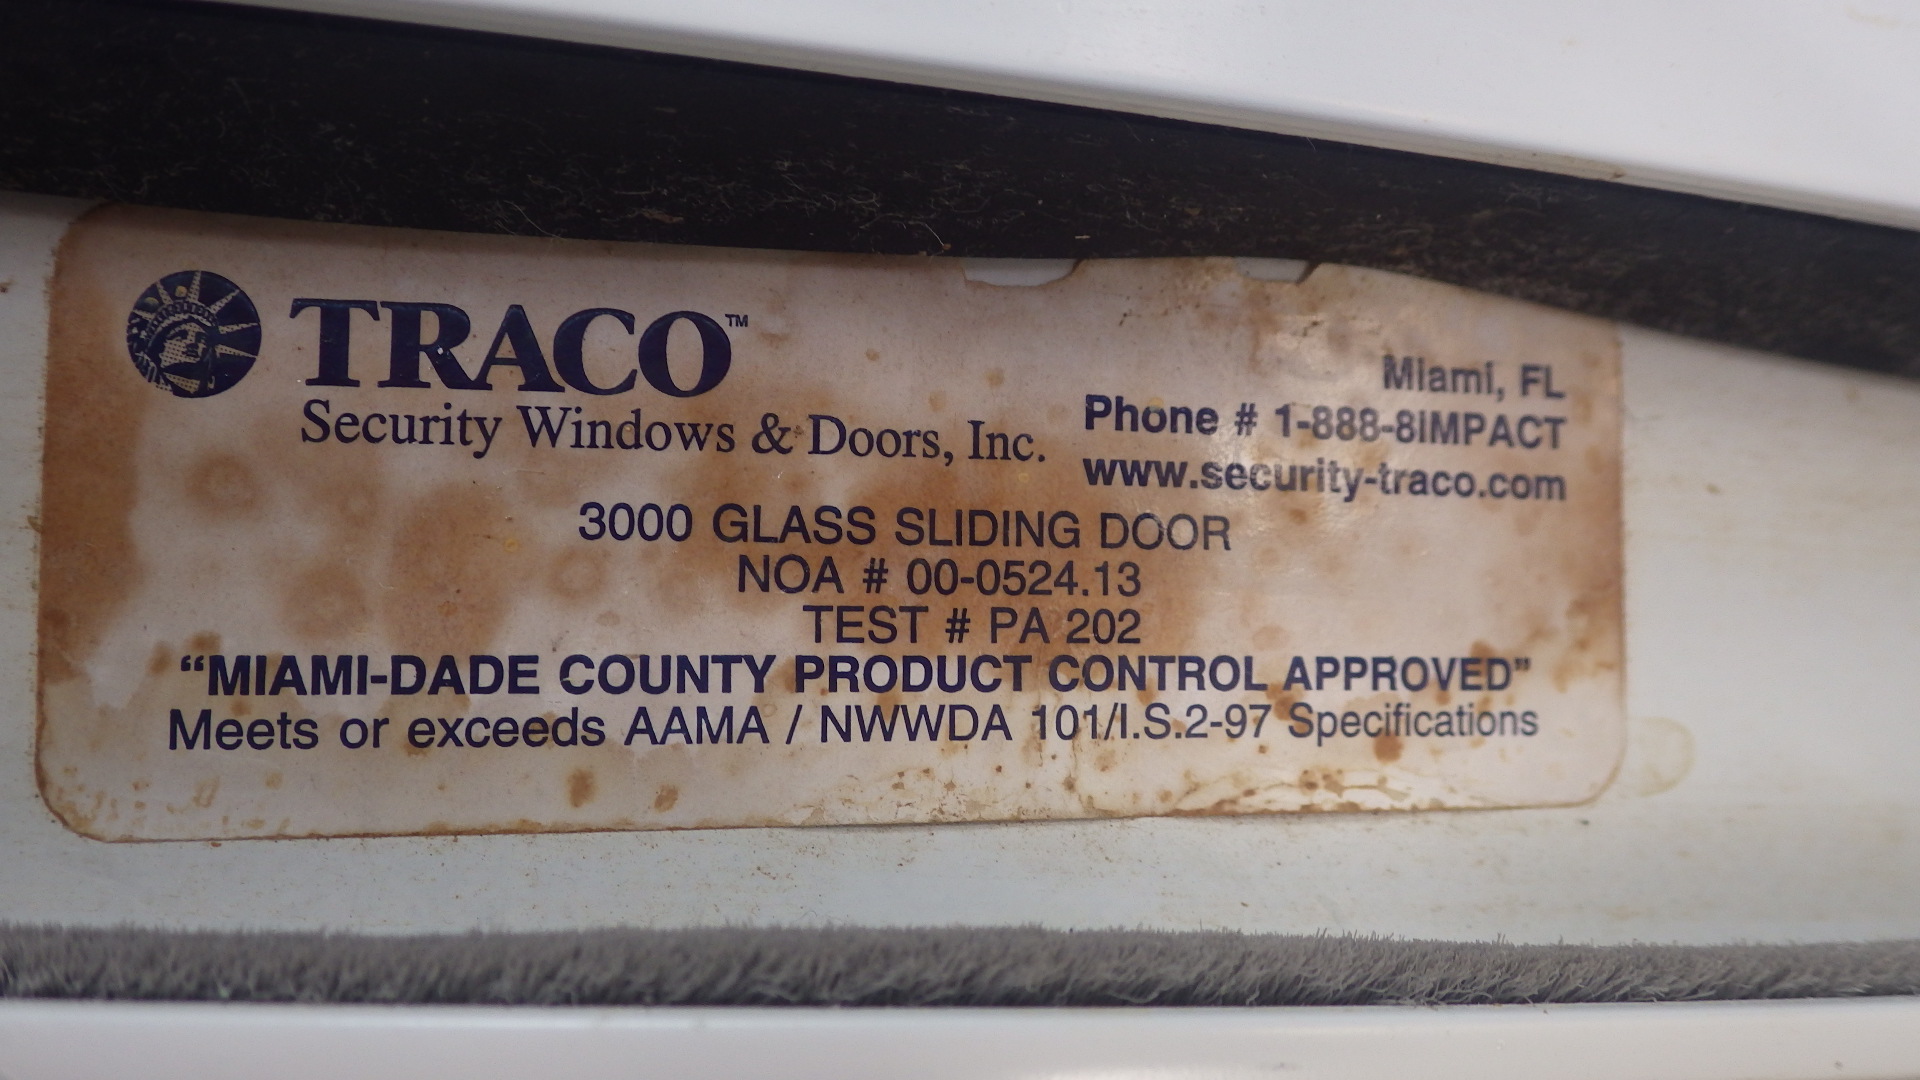 TRACO™
Security Windows & Doors, Inc.
Miami, FL
Phone # 1-888-8IMPACT
www.security-traco.com
3000 GLASS SLIDING DOOR
NOA # 00-0524.13
TEST # PA 202
“MIAMI-DADE COUNTY PRODUCT CONTROL APPROVED”
Meets or exceeds AAMA / NWWDA 101/I.S.2-97 Specifications